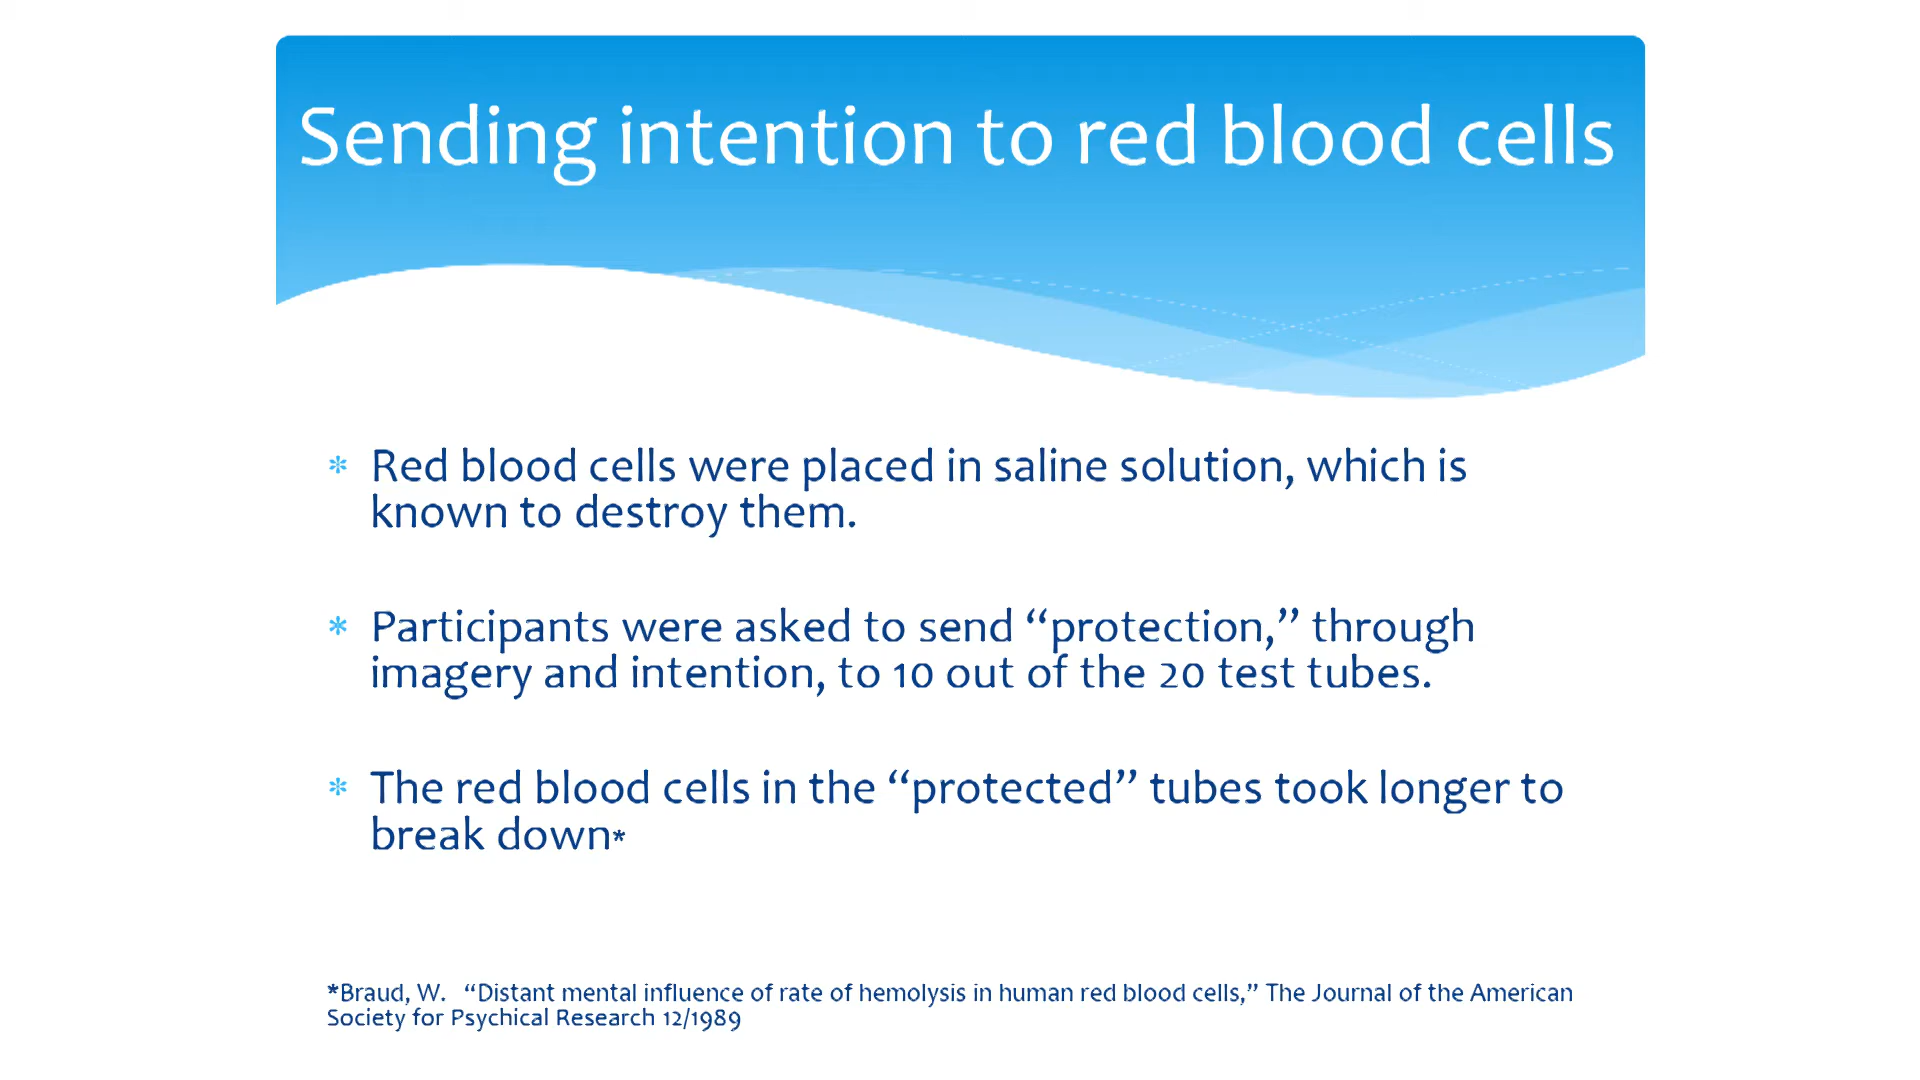 Sending intention to red blood cells
* Red blood cells were placed in saline solution, which is
known to destroy them.
* Participants were asked to send “protection,” through
imagery and intention, to 10 out of the 20 test tubes.
* The red blood cells in the “protected” tubes took longer to
break down*
*Braud, W. “Distant mental influence of rate of hemolysis in human red blood cells,” The Journal of the American
Society for Psychical Research 12/1989